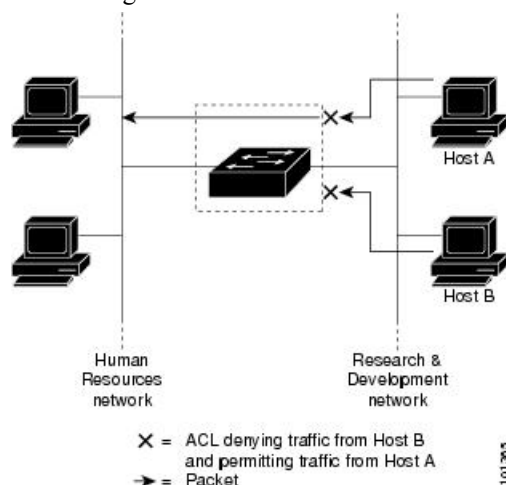 Host A
Host B
Human
Resources
network
Research &
Development
network
X = ACL denying traffic from Host B
and permitting traffic from Host A
= Packet
101365